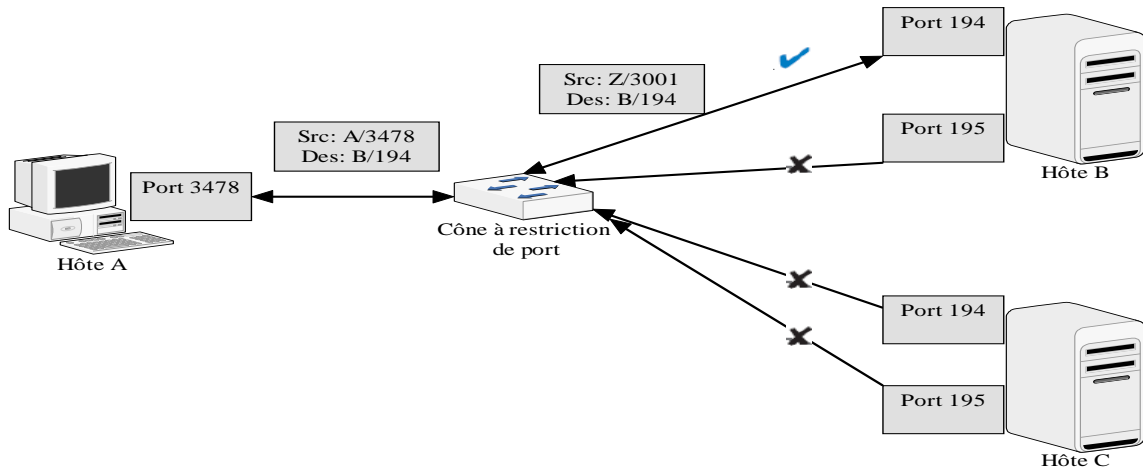 Port 194
Src: Z/3001
Des: B/194
Src: A/3478
Des: B/194
Port 195
Hôte B
Port 3478
Cône à restriction
de port
Hôte A
Port 194
Port 195
Hôte C